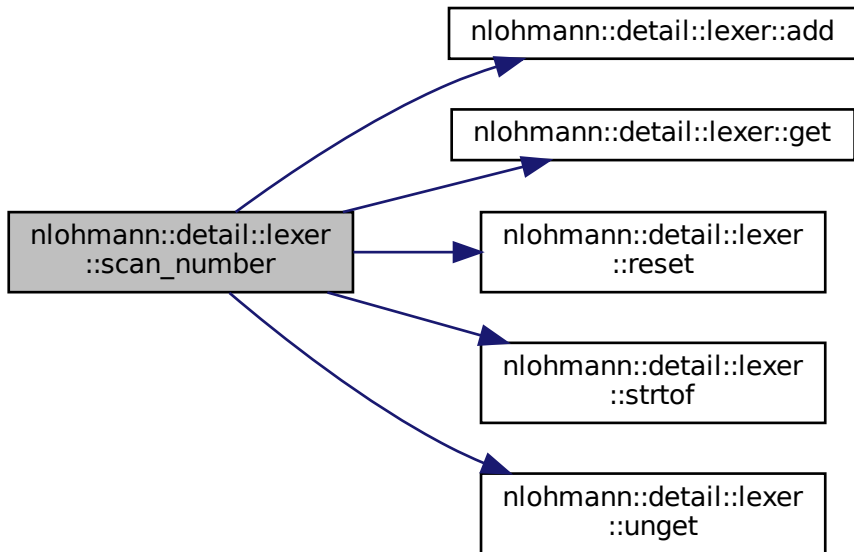 nlohmann::detail::lexer::add
nlohmann::detail::lexer::get
nlohmann::detail::lexer
::scan_number
nlohmann::detail::lexer
::reset
nlohmann::detail::lexer
::strtof
nlohmann::detail::lexer
::unget